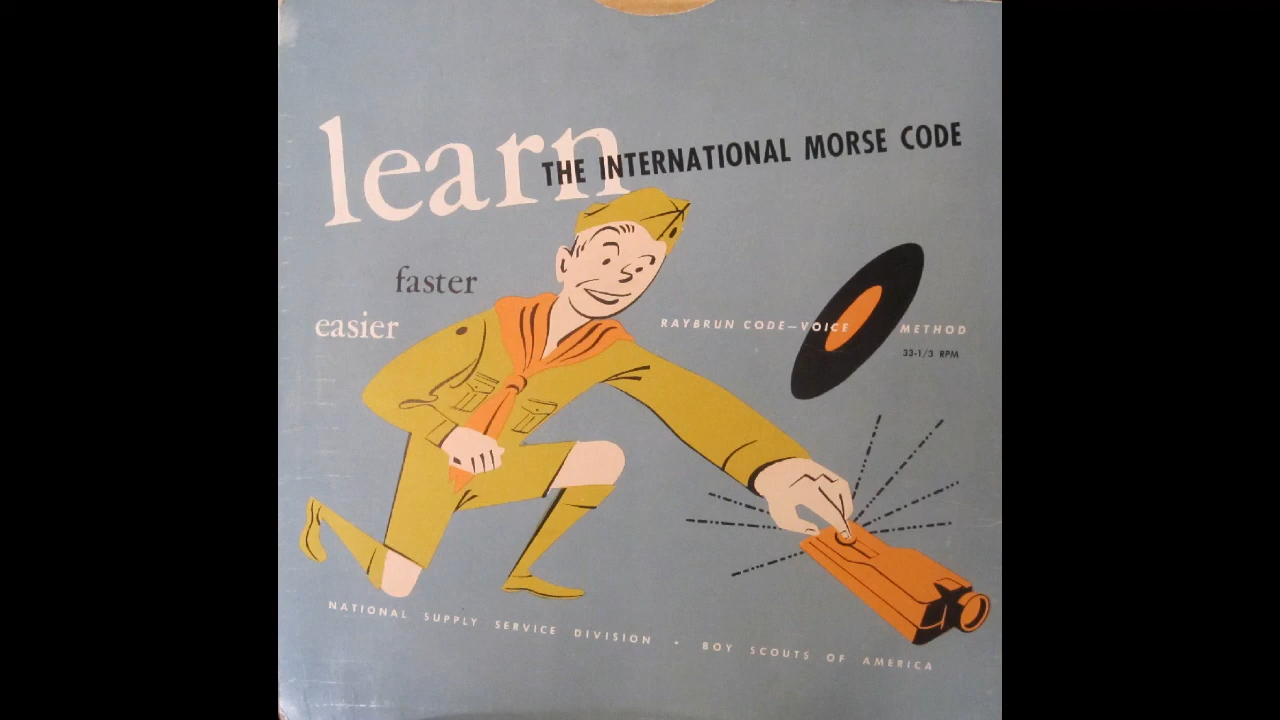 learn
THE INTERNATIONAL MORSE CODE
faster
easier
RAYBRUN CODE—VOICE METHOD
33-1/3 RPM
NATIONAL SUPPLY SERVICE DIVISION • BOY SCOUTS OF AMERICA